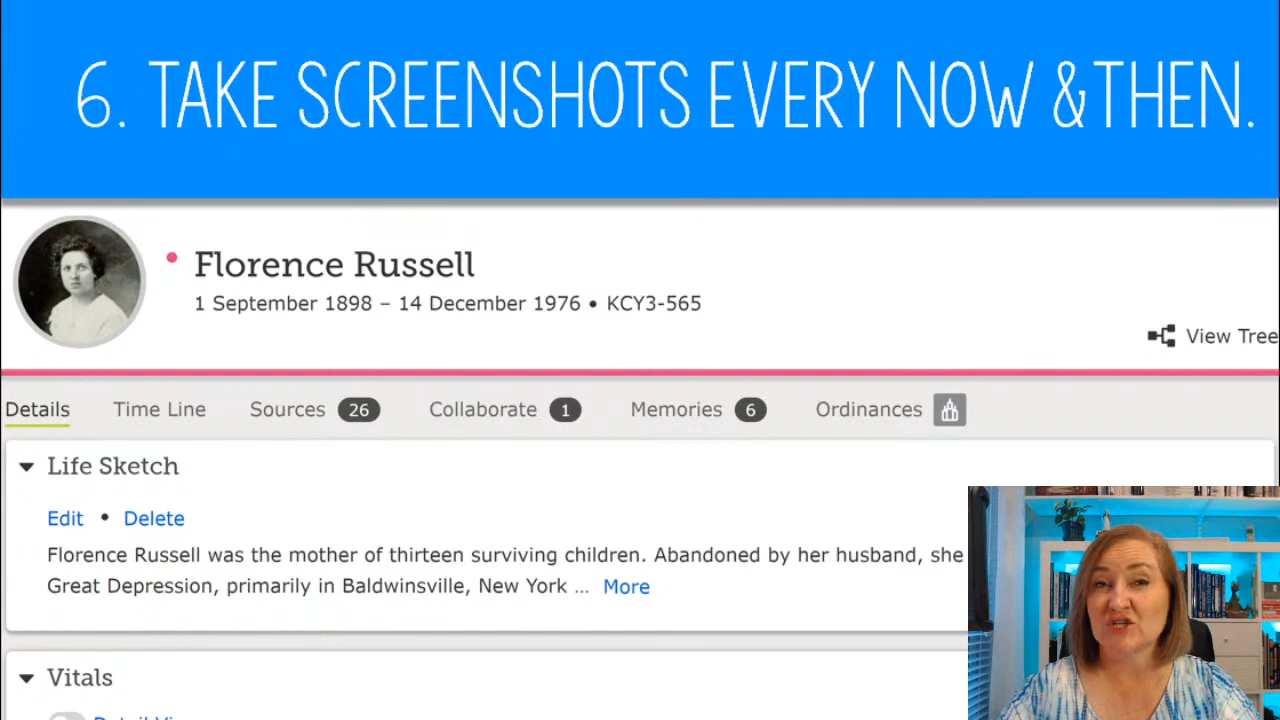 6. TAKE SCREENSHOTS EVERY NOW & THEN.
Florence Russell
1 September 1898 – 14 December 1976 • KCY3-565
View Tree
Details Time Line Sources 26 Collaborate 1 Memories 6 Ordinances
Life Sketch
Edit • Delete
Florence Russell was the mother of thirteen surviving children. Abandoned by her husband, she
Great Depression, primarily in Baldwinsville, New York ... More
Vitals